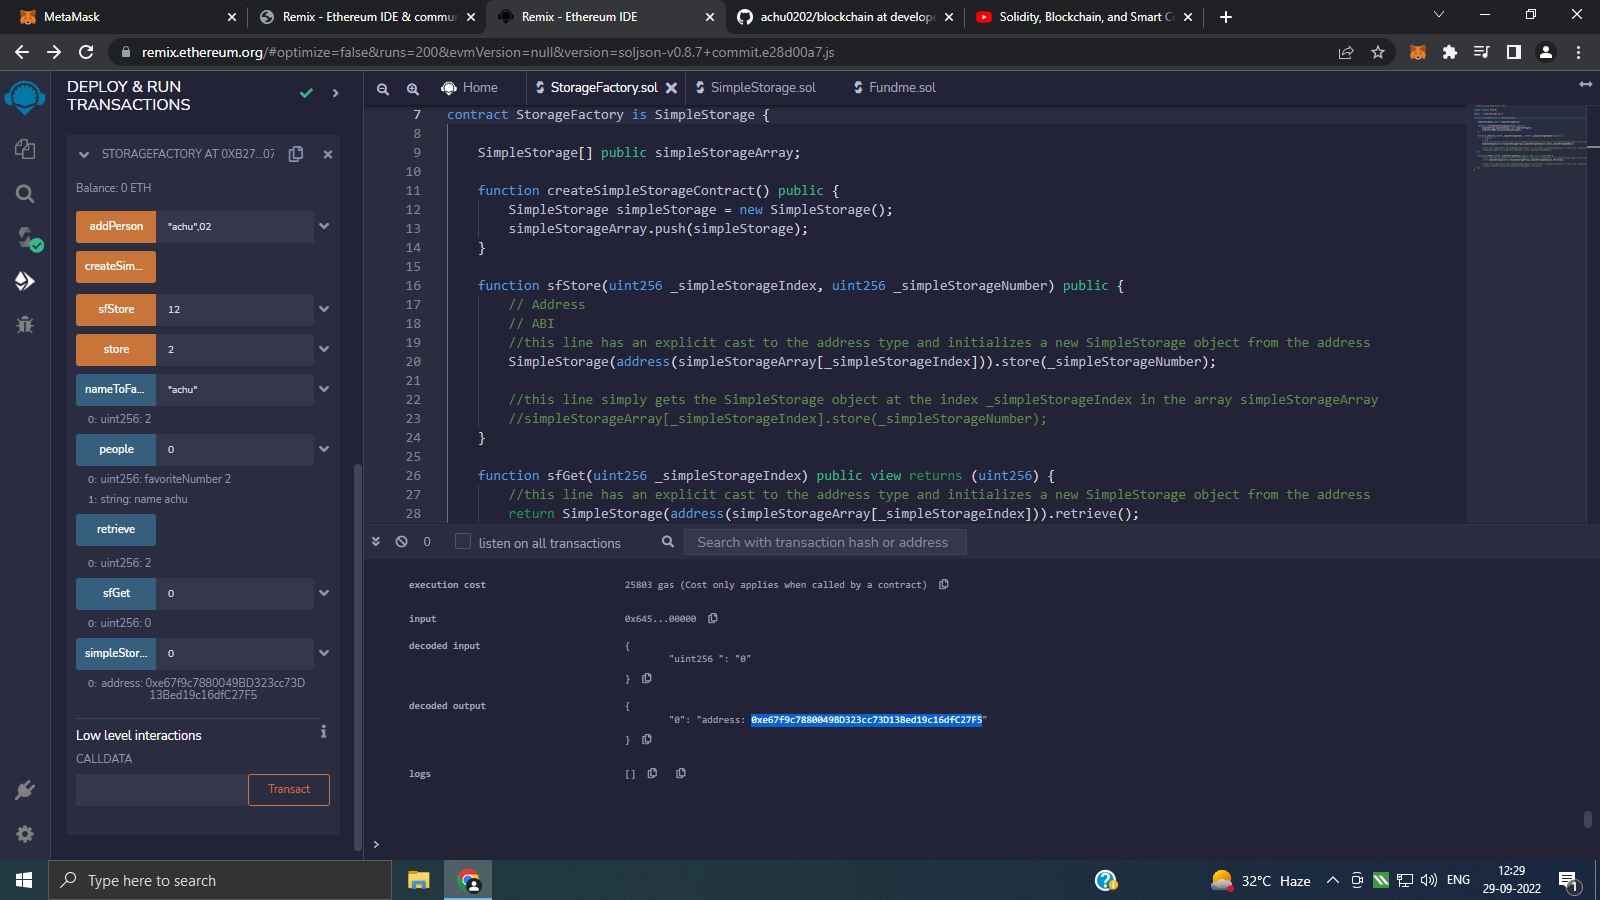 MetaMask
Remix - Ethereum IDE & commun
Remix - Ethereum IDE
achu0202/blockchain at develope
Solidity, Blockchain, and Smart Co
remix.ethereum.org/#optimize=false&runs=200&evmVersion=null&version=soljson-v0.8.7+commit.e28d00a7.js
DEPLOY & RUN
TRANSACTIONS
STORAGEFACTORY AT 0XB27...07
Balance: 0 ETH
addPerson "achu",02
createSim...
sfStore 12
store 2
nameToFa... "achu"
0: uint256: 2
people 0
0: uint256: favoriteNumber 2
1: string: name achu
retrieve
0: uint256: 2
sfGet 0
0: uint256: 0
simpleStor... 0
0: address: 0xe67f9c7880049BD323cc73D
13Bed19c16dfC27F5
Low level interactions
CALLDATA
Transact
Home
StorageFactory.sol
SimpleStorage.sol
Fundme.sol
7 contract StorageFactory is SimpleStorage {
8
9 SimpleStorage[] public simpleStorageArray;
10
11 function createSimpleStorageContract() public {
12 SimpleStorage simpleStorage = new SimpleStorage();
13 simpleStorageArray.push(simpleStorage);
14 }
15
16 function sfStore(uint256 _simpleStorageIndex, uint256 _simpleStorageNumber) public {
17 // Address
18 // ABI
19 //this line has an explicit cast to the address type and initializes a new SimpleStorage object from the address
20 SimpleStorage(address(simpleStorageArray[_simpleStorageIndex])).store(_simpleStorageNumber);
21
22 //this line simply gets the SimpleStorage object at the index _simpleStorageIndex in the array simpleStorageArray
23 //simpleStorageArray[_simpleStorageIndex].store(_simpleStorageNumber);
24 }
25
26 function sfGet(uint256 _simpleStorageIndex) public view returns (uint256) {
27 //this line has an explicit cast to the address type and initializes a new SimpleStorage object from the address
28 return SimpleStorage(address(simpleStorageArray[_simpleStorageIndex])).retrieve();
0 listen on all transactions Search with transaction hash or address
execution cost 25803 gas (Cost only applies when called by a contract)
input 0x645...00000
decoded input {
"uint256 ": "0"
}
decoded output {
"0": "address: 0xe67f9c7880049BD323cc73D13Bed19c16dfC27F5"
}
logs []
>
Type here to search
32°C Haze
ENG
12:29
29-09-2022
1